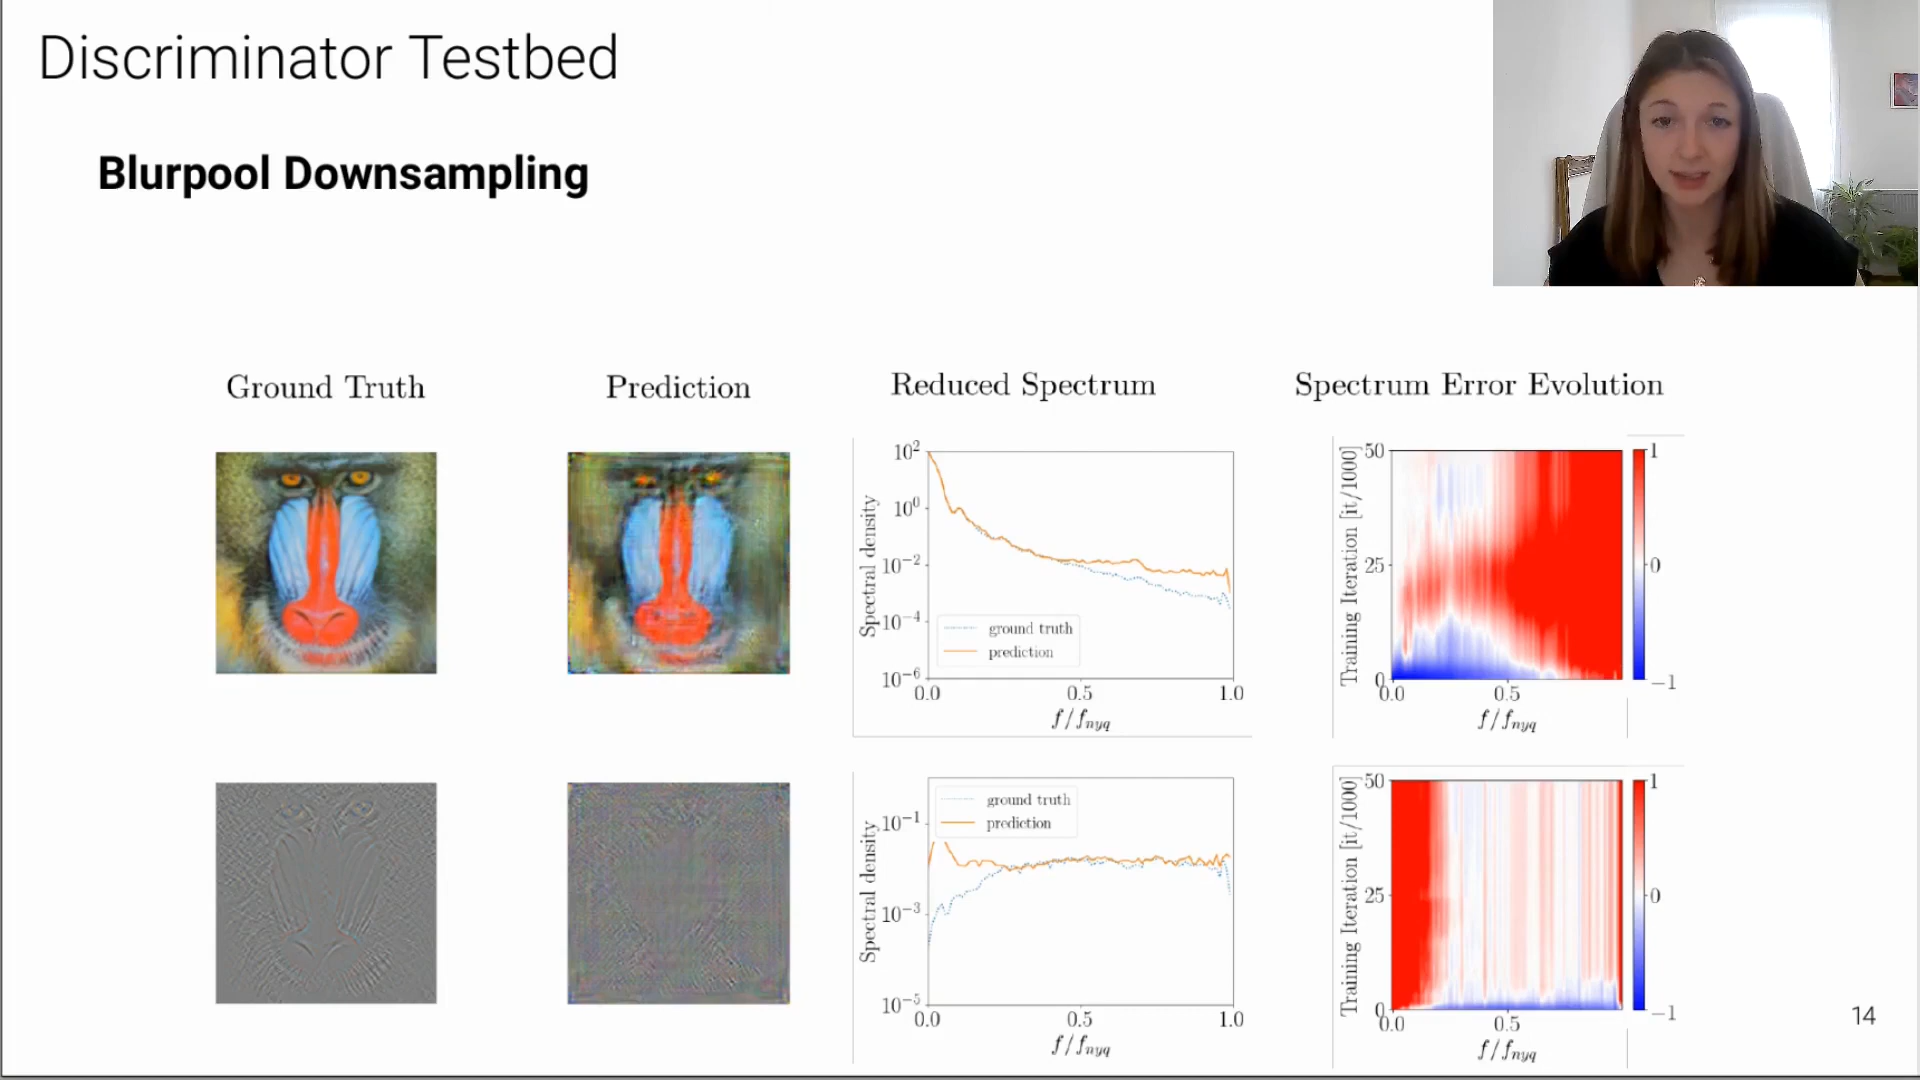 Discriminator Testbed
Blurpool Downsampling
Ground Truth
Prediction
Reduced Spectrum
Spectrum Error Evolution
Spectral density
10²
10⁰
10⁻²
10⁻⁴
10⁻⁶
ground truth
prediction
0.0
0.5
1.0
f/fₙᵧq
Training Iteration [it/1000]
50
25
0
0.0
0.5
f/fₙᵧq
1
0
−1
Spectral density
10⁻¹
10⁻³
10⁻⁵
ground truth
prediction
0.0
0.5
1.0
f/fₙᵧq
Training Iteration [it/1000]
50
25
0
0.0
0.5
f/fₙᵧq
1
0
−1
14